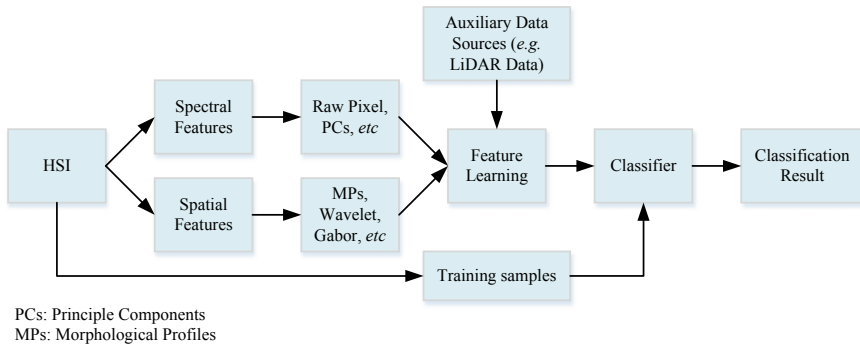 Auxiliary Data
Sources (e.g.
LiDAR Data)
Spectral
Features
Raw Pixel,
PCs, etc
HSI
Feature
Learning
Classifier
Classification
Result
Spatial
Features
MPs,
Wavelet,
Gabor, etc
Training samples
PCs: Principle Components
MPs: Morphological Profiles